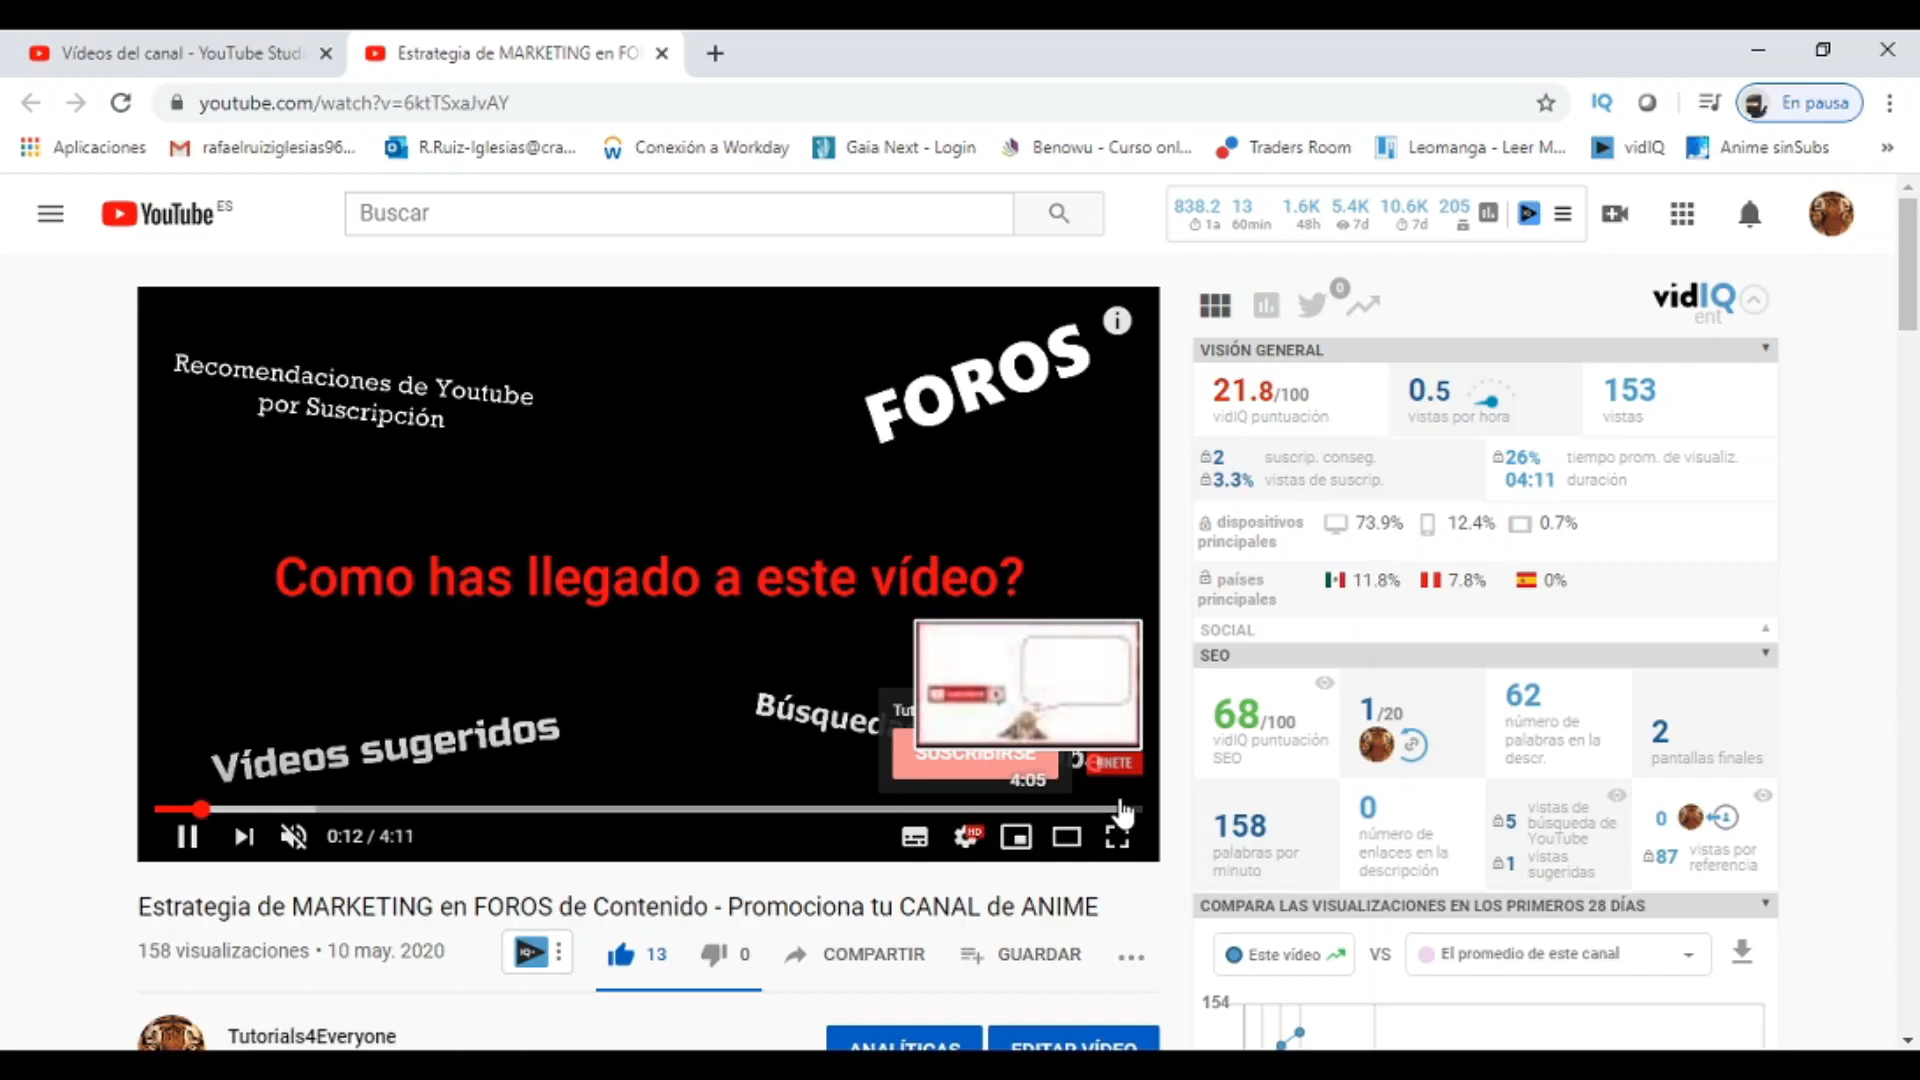 Vídeos del canal - YouTube Stud
Estrategia de MARKETING en FO
youtube.com/watch?v=6ktTSxaJvAY
IQ
En pausa
Aplicaciones
rafaelruiziglesias96...
R.Ruiz-Iglesias@cra...
Conexión a Workday
Gaia Next - Login
Benowu - Curso onl...
Traders Room
Leomanga - Leer M...
vidIQ
Anime sinSubs
»
YouTube ES
Buscar
838.2 13 1.6K 5.4K 10.6K 205
1a 60min 48h 7d 7d
Recomendaciones de Youtube
por Suscripción
FOROS
Como has llegado a este vídeo?
Vídeos sugeridos
Búsqued
Tut
SUSCRIBIRSE
ÚNETE
4:05
0:12 / 4:11
HD
Estrategia de MARKETING en FOROS de Contenido - Promociona tu CANAL de ANIME
158 visualizaciones • 10 may. 2020
13
0
COMPARTIR
GUARDAR
Tutorials4Everyone
ANALÍTICAS
EDITAR VÍDEO
0
vidIQ
ent
VISIÓN GENERAL
21.8/100
vidIQ puntuación
0.5
vistas por hora
153
vistas
2 suscrip. conseg.
3.3% vistas de suscrip.
26% tiempo prom. de visualiz.
04:11 duración
dispositivos
principales
73.9% 12.4% 0.7%
países
principales
11.8% 7.8% 0%
SOCIAL
SEO
68/100
vidIQ puntuación
SEO
1/20
62
número de
palabras en la
descr.
2
pantallas finales
158
palabras por
minuto
0
número de
enlaces en la
descripción
5 vistas de
búsqueda de
YouTube
1 vistas
sugeridas
0
87 vistas por
referencia
COMPARA LAS VISUALIZACIONES EN LOS PRIMEROS 28 DÍAS
Este vídeo
VS
El promedio de este canal
154